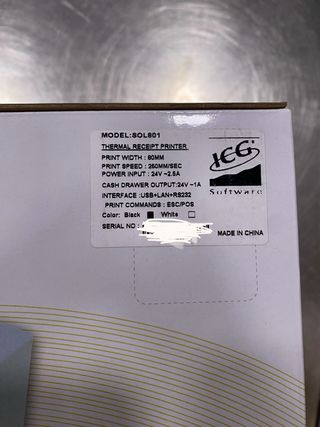 MODEL:SOL801
THERMAL RECEIPT PRINTER
PRINT WIDTH : 80MM
PRINT SPEED : 260MM/SEC
POWER INPUT : 24V ⎓2.5A
CASH DRAWER OUTPUT:24V ⎓1A
INTERFACE :USB+LAN+RS232
PRINT COMMANDS : ESC/POS
Color: Black ■ White □
SERIAL NO :
MADE IN CHINA
ICG
Software